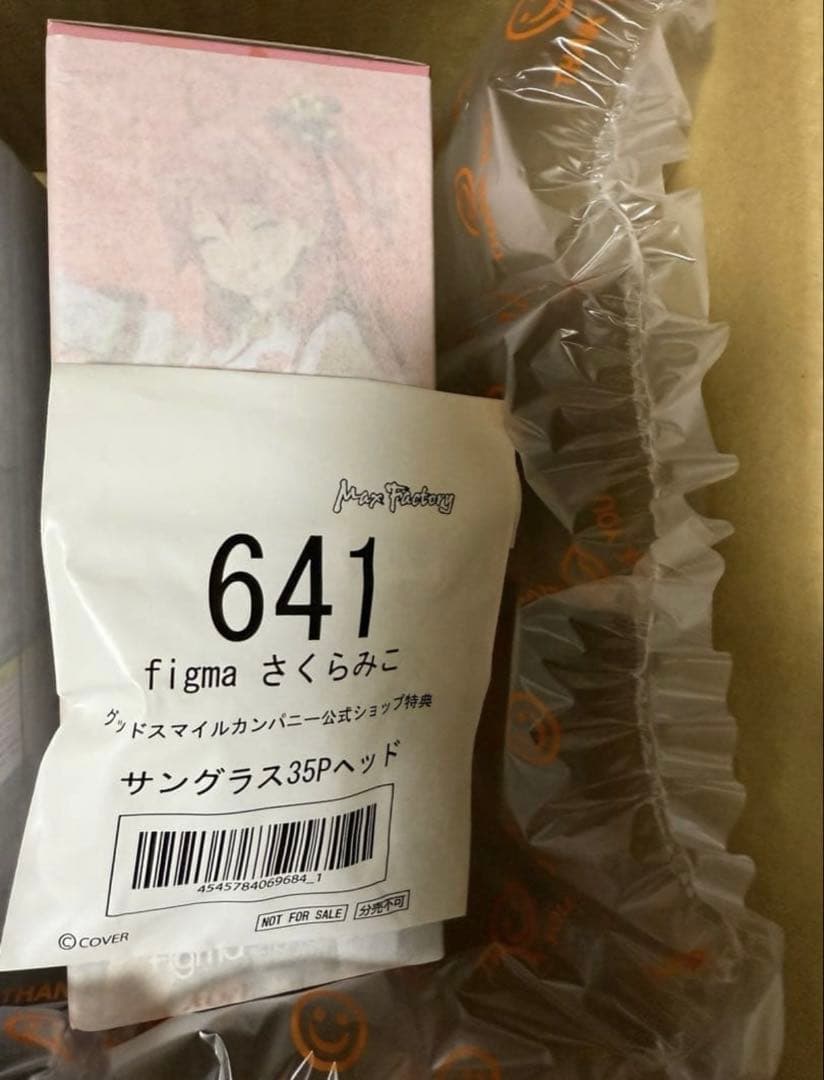 Max Factory
641
figma さくらみこ
グッドスマイルカンパニー公式ショップ特典
サングラス35Pヘッド
4545784069684_1
NOT FOR SALE 分売不可
©COVER
figma
THAN